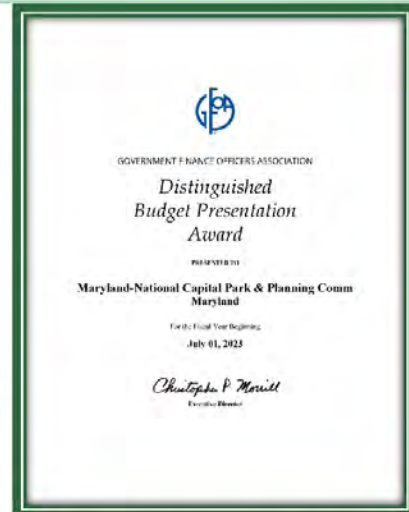 GFOA
GOVERNMENT FINANCE OFFICERS ASSOCIATION
Distinguished
Budget Presentation
Award
PRESENTED TO
Maryland-National Capital Park & Planning Comm
Maryland
For the Fiscal Year Beginning
July 01, 2023
Christopher P. Morrill
Executive Director